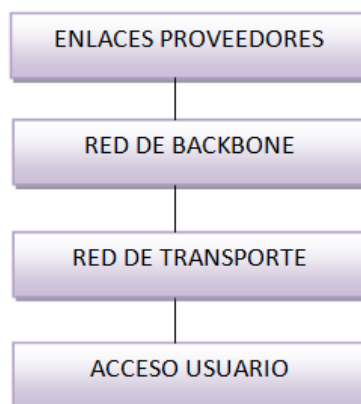 ENLACES PROVEEDORES
RED DE BACKBONE
RED DE TRANSPORTE
ACCESO USUARIO